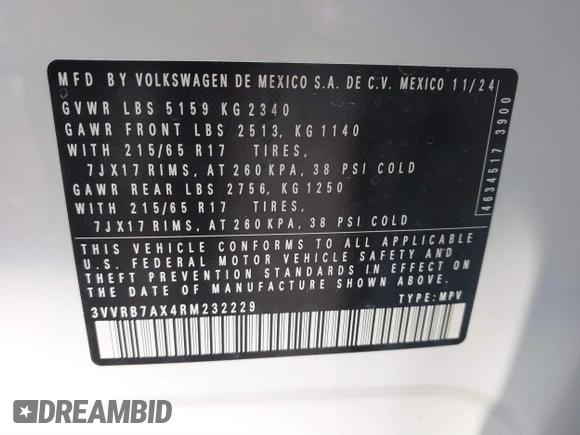 MFD BY VOLKSWAGEN DE MEXICO S.A. DE C.V. MEXICO 11/24
GVWR LBS 5159 KG 2340
GAWR FRONT LBS 2513, KG 1140
WITH 215/65 R17 TIRES,
7JX17 RIMS, AT 260 KPA, 38 PSI COLD
GAWR REAR LBS 2756, KG 1250
WITH 215/65 R17 TIRES,
7JX17 RIMS, AT 260 KPA, 38 PSI COLD
THIS VEHICLE CONFORMS TO ALL APPLICABLE
U.S. FEDERAL MOTOR VEHICLE SAFETY AND
THEFT PREVENTION STANDARDS IN EFFECT ON
THE DATE OF MANUFACTURE SHOWN ABOVE.
3VVRB7AX4RM232229 TYPE: MPV
4634517 3900
DREAMBID